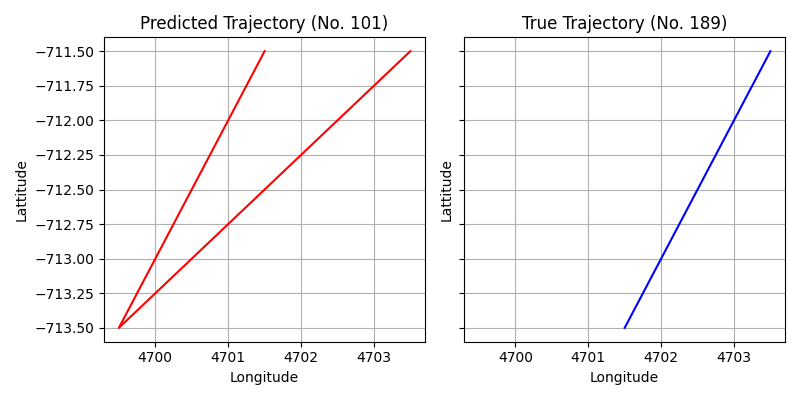 Predicted Trajectory (No. 101)
True Trajectory (No. 189)
−711.50
−711.75
−712.00
−712.25
−712.50
−712.75
−713.00
−713.25
−713.50
Lattitude
Lattitude
4700 4701 4702 4703
4700 4701 4702 4703
Longitude
Longitude